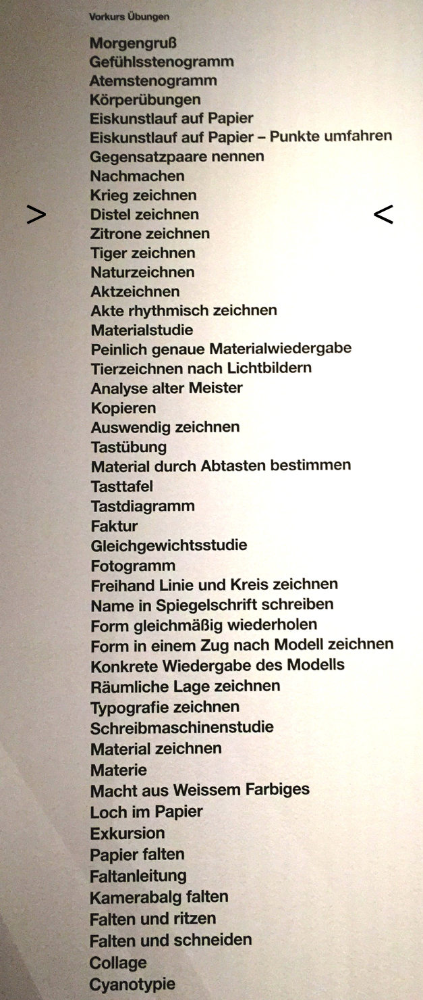 Vorkurs Übungen
Morgengruß
Gefühlsstenogramm
Atemstenogramm
Körperübungen
Eiskunstlauf auf Papier
Eiskunstlauf auf Papier – Punkte umfahren
Gegensatzpaare nennen
Nachmachen
Krieg zeichnen
> Distel zeichnen <
Zitrone zeichnen
Tiger zeichnen
Naturzeichnen
Aktzeichnen
Akte rhythmisch zeichnen
Materialstudie
Peinlich genaue Materialwiedergabe
Tierzeichnen nach Lichtbildern
Analyse alter Meister
Kopieren
Auswendig zeichnen
Tastübung
Material durch Abtasten bestimmen
Tasttafel
Tastdiagramm
Faktur
Gleichgewichtsstudie
Fotogramm
Freihand Linie und Kreis zeichnen
Name in Spiegelschrift schreiben
Form gleichmäßig wiederholen
Form in einem Zug nach Modell zeichnen
Konkrete Wiedergabe des Modells
Räumliche Lage zeichnen
Typografie zeichnen
Schreibmaschinenstudie
Material zeichnen
Materie
Macht aus Weissem Farbiges
Loch im Papier
Exkursion
Papier falten
Faltanleitung
Kamerabalg falten
Falten und ritzen
Falten und schneiden
Collage
Cyanotypie